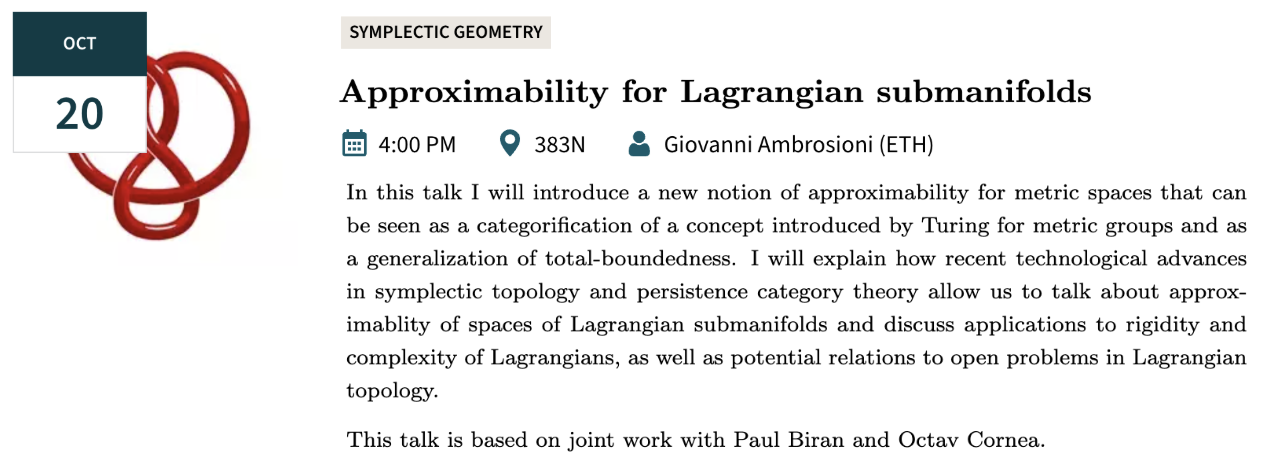 OCT
20
SYMPLECTIC GEOMETRY
Approximability for Lagrangian submanifolds
4:00 PM 383N Giovanni Ambrosioni (ETH)
In this talk I will introduce a new notion of approximability for metric spaces that can
be seen as a categorification of a concept introduced by Turing for metric groups and as
a generalization of total-boundedness. I will explain how recent technological advances
in symplectic topology and persistence category theory allow us to talk about approx-
imablity of spaces of Lagrangian submanifolds and discuss applications to rigidity and
complexity of Lagrangians, as well as potential relations to open problems in Lagrangian
topology.
This talk is based on joint work with Paul Biran and Octav Cornea.